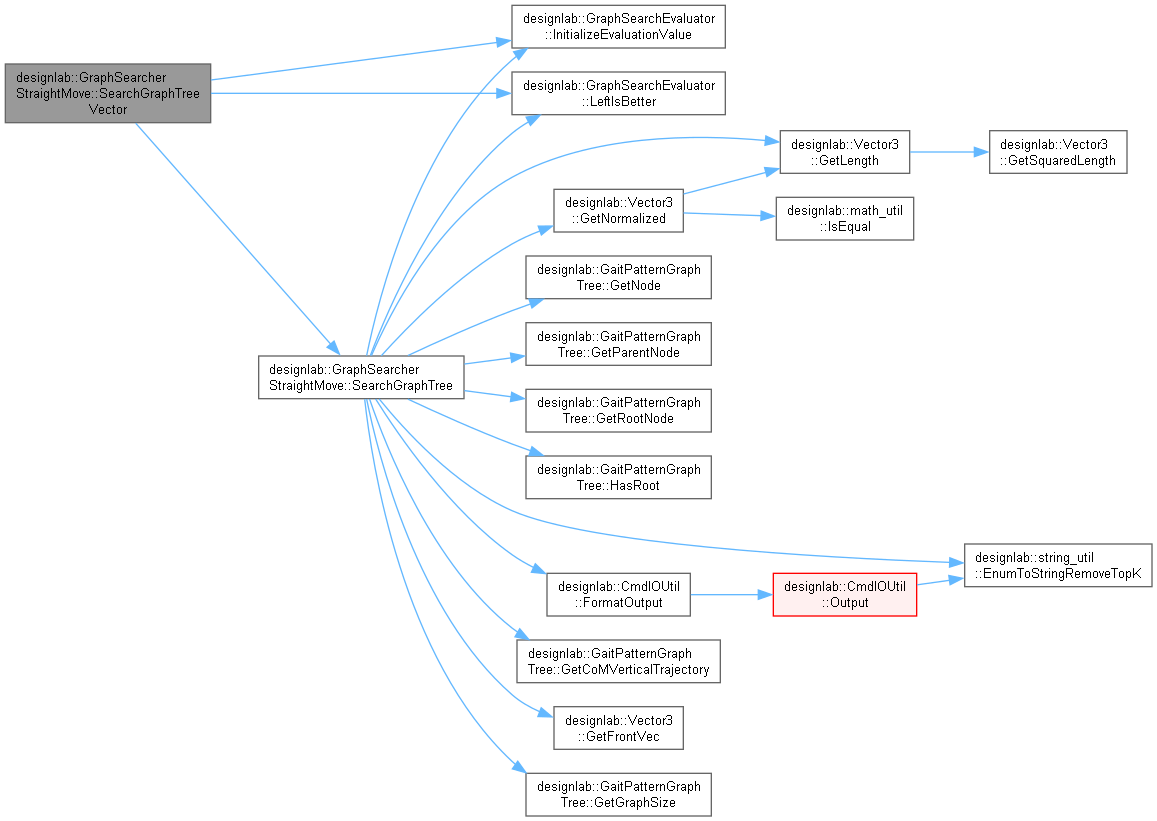 designlab::GraphSearchEvaluator
::InitializeEvaluationValue
designlab::GraphSearcher
StraightMove::SearchGraphTree
Vector
designlab::GraphSearchEvaluator
::LeftIsBetter
designlab::Vector3
::GetLength
designlab::Vector3
::GetSquaredLength
designlab::Vector3
::GetNormalized
designlab::math_util
::IsEqual
designlab::GaitPatternGraph
Tree::GetNode
designlab::GaitPatternGraph
Tree::GetParentNode
designlab::GraphSearcher
StraightMove::SearchGraphTree
designlab::GaitPatternGraph
Tree::GetRootNode
designlab::GaitPatternGraph
Tree::HasRoot
designlab::string_util
::EnumToStringRemoveTopK
designlab::CmdIOUtil
::FormatOutput
designlab::CmdIOUtil
::Output
designlab::GaitPatternGraph
Tree::GetCoMVerticalTrajectory
designlab::Vector3
::GetFrontVec
designlab::GaitPatternGraph
Tree::GetGraphSize